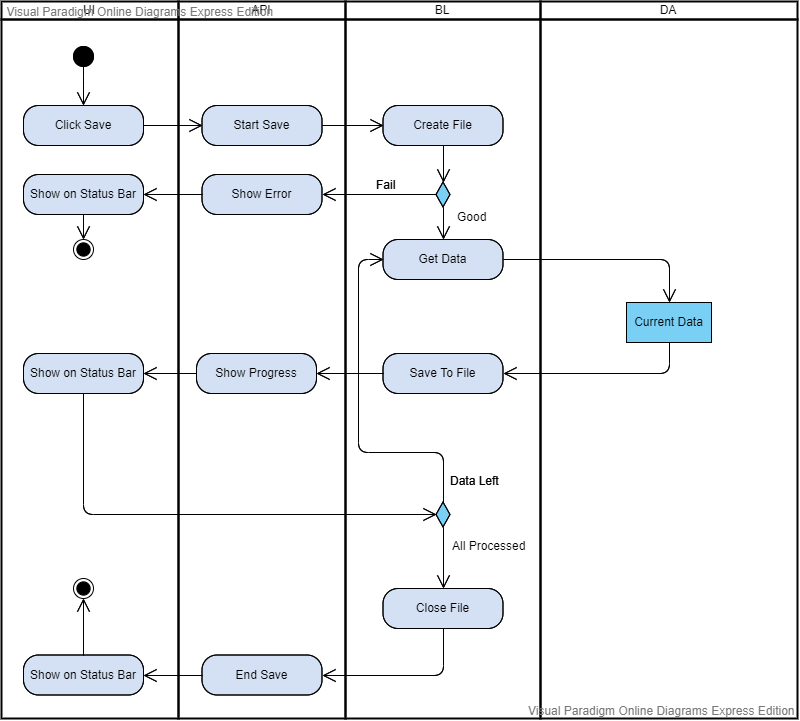 Visual Paradigm Online Diagrams Express Edition
UI
API
BL
DA
Click Save
Start Save
Create File
Show on Status Bar
Show Error
Fail
Good
Get Data
Current Data
Show on Status Bar
Show Progress
Save To File
Data Left
All Processed
Close File
Show on Status Bar
End Save
Visual Paradigm Online Diagrams Express Edition